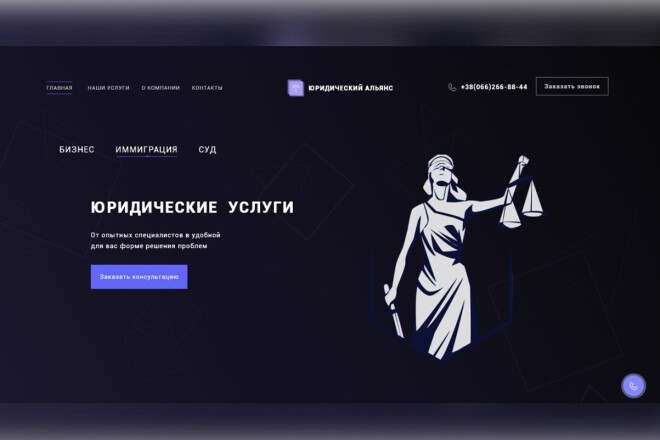 ГЛАВНАЯ НАШИ УСЛУГИ О КОМПАНИИ КОНТАКТЫ
ЮРИДИЧЕСКИЙ АЛЬЯНС
+38(066)266-88-44
Заказать звонок
БИЗНЕС ИММИГРАЦИЯ СУД
ЮРИДИЧЕСКИЕ УСЛУГИ
От опытных специалистов в удобной
для вас форме решения проблем
Заказать консультацию